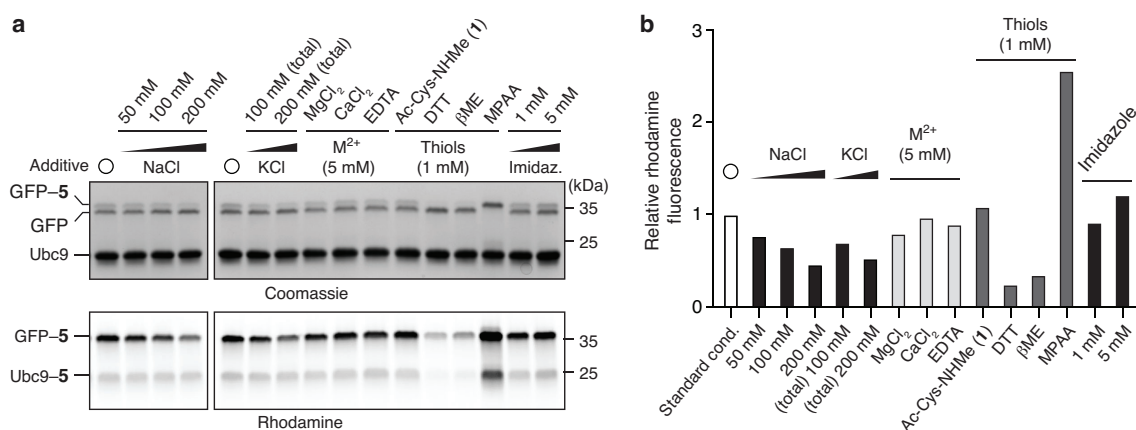 a
50 mM
100 mM
200 mM
100 mM (total)
200 mM (total)
MgCl2
CaCl2
EDTA
Ac-Cys-NHMe (1)
DTT
βME
MPAA
1 mM
5 mM
Additive
NaCl
KCl
M2+
(5 mM)
Thiols
(1 mM)
Imidaz.
(kDa)
GFP–5
GFP
Ubc9
35
25
Coomassie
GFP–5
Ubc9–5
35
25
Rhodamine
b
Relative rhodamine
fluorescence
3
2
1
0
NaCl
KCl
M2+
(5 mM)
Thiols
(1 mM)
Imidazole
Standard cond.
50 mM
100 mM
200 mM
(total) 100 mM
(total) 200 mM
MgCl2
CaCl2
EDTA
Ac-Cys-NHMe (1)
DTT
βME
MPAA
1 mM
5 mM